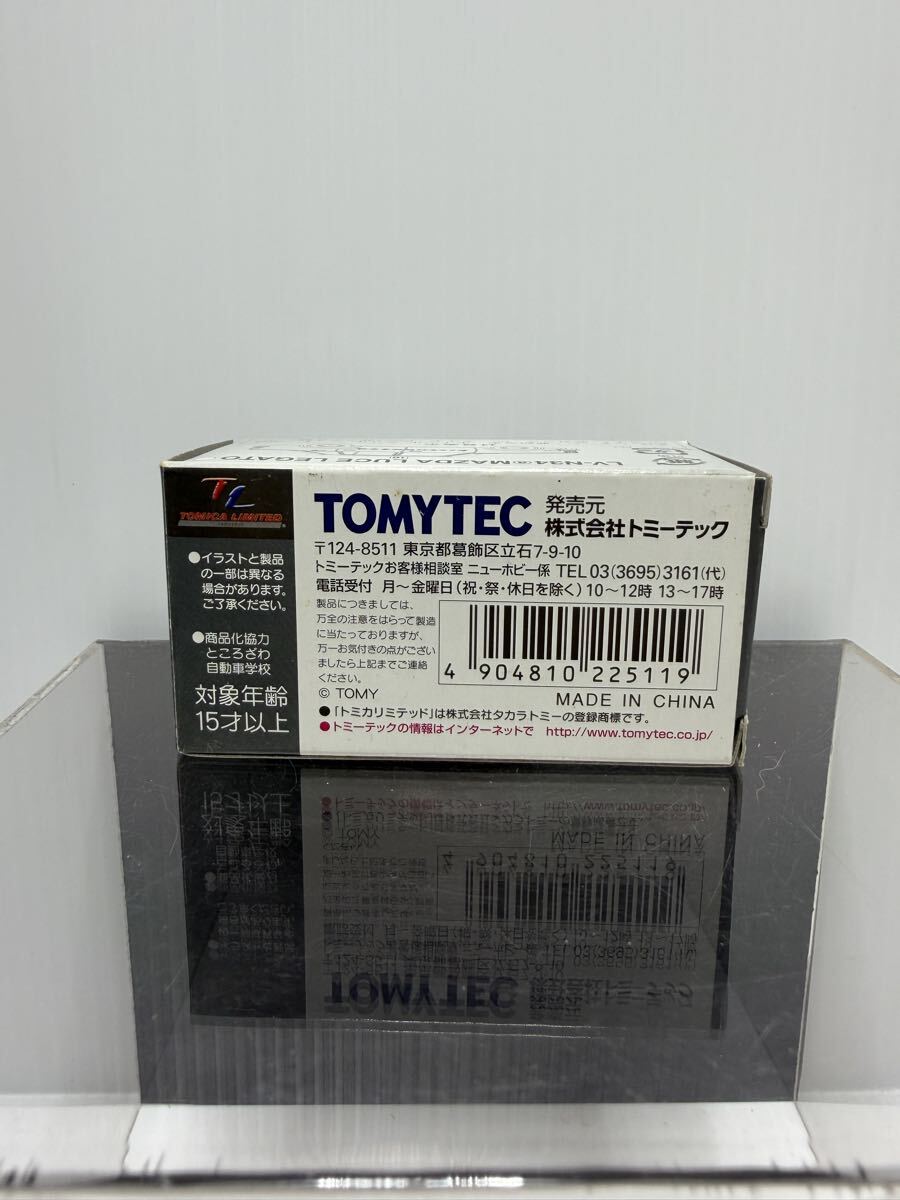 LV-N34a MAZDA LUCE LEGATO
TL
TOMICA LIMITED
●イラストと製品
の一部は異なる
場合があります。
ご了承ください。
●商品化協力
ところざわ
自動車学校
対象年齢
15才以上
TOMYTEC 発売元
株式会社トミーテック
〒124-8511 東京都葛飾区立石7-9-10
トミーテックお客様相談室 ニューホビー係 TEL 03(3695)3161(代)
電話受付 月〜金曜日(祝・祭・休日を除く) 10〜12時 13〜17時
製品につきましては、
万全の注意をはらって製造
に当たっておりますが、
万一お気付きの点がござい
ましたら上記までご連絡
ください。
© TOMY
4 904810 225119
MADE IN CHINA
●「トミカリミテッド」は株式会社タカラトミーの登録商標です。
●トミーテックの情報はインターネットで http://www.tomytec.co.jp/